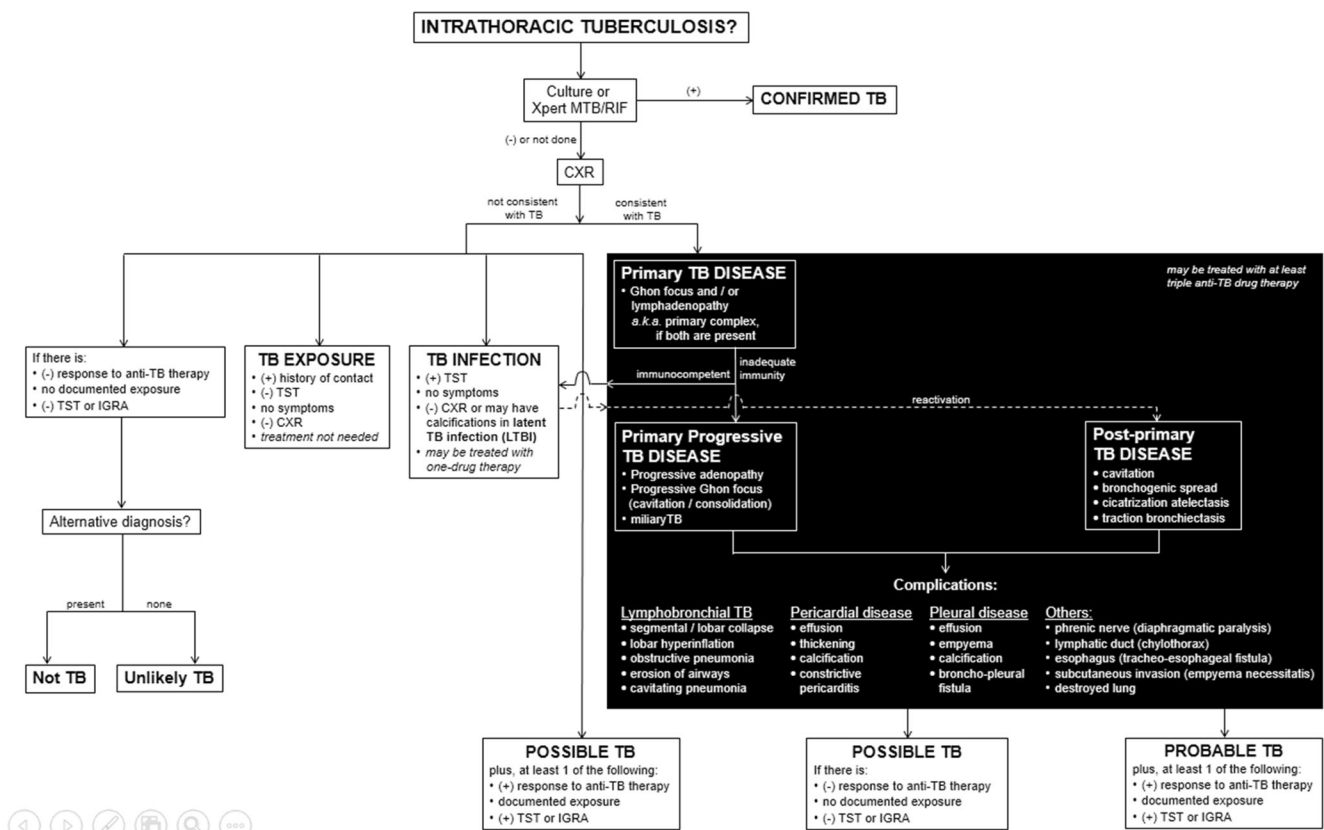 INTRATHORACIC TUBERCULOSIS?
Culture or
Xpert MTB/RIF
(+)
CONFIRMED TB
(-) or not done
CXR
not consistent
with TB
consistent
with TB
If there is:
• (-) response to anti-TB therapy
• no documented exposure
• (-) TST or IGRA
TB EXPOSURE
• (+) history of contact
• (-) TST
• no symptoms
• (-) CXR
• treatment not needed
TB INFECTION
• (+) TST
• no symptoms
• (-) CXR or may have
calcifications in latent
TB infection (LTBI)
• may be treated with
one-drug therapy
Primary TB DISEASE
• Ghon focus and / or
lymphadenopathy
a.k.a. primary complex,
if both are present
may be treated with at least
triple anti-TB drug therapy
immunocompetent
inadequate
immunity
reactivation
Primary Progressive
TB DISEASE
• Progressive adenopathy
• Progressive Ghon focus
(cavitation / consolidation)
• miliaryTB
Post-primary
TB DISEASE
• cavitation
• bronchogenic spread
• cicatrization atelectasis
• traction bronchiectasis
Alternative diagnosis?
present
none
Not TB
Unlikely TB
Complications:
Lymphobronchial TB
• segmental / lobar collapse
• lobar hyperinflation
• obstructive pneumonia
• erosion of airways
• cavitating pneumonia
Pericardial disease
• effusion
• thickening
• calcification
• constrictive
pericarditis
Pleural disease
• effusion
• empyema
• calcification
• broncho-pleural
fistula
Others:
• phrenic nerve (diaphragmatic paralysis)
• lymphatic duct (chylothorax)
• esophagus (tracheo-esophageal fistula)
• subcutaneous invasion (empyema necessitatis)
• destroyed lung
POSSIBLE TB
plus, at least 1 of the following:
• (+) response to anti-TB therapy
• documented exposure
• (+) TST or IGRA
POSSIBLE TB
If there is:
• (-) response to anti-TB therapy
• no documented exposure
• (-) TST or IGRA
PROBABLE TB
plus, at least 1 of the following:
• (+) response to anti-TB therapy
• documented exposure
• (+) TST or IGRA